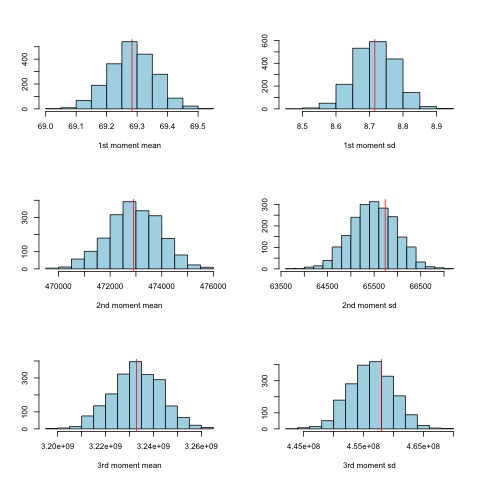 0 200 400
69.0 69.1 69.2 69.3 69.4 69.5
1st moment mean
0 200 400 600
8.5 8.6 8.7 8.8 8.9
1st moment sd
0 100 300
470000 472000 474000 476000
2nd moment mean
0 100 200 300
63500 64500 65500 66500
2nd moment sd
0 100 300
3.20e+09 3.22e+09 3.24e+09 3.26e+09
3rd moment mean
0 100 300
4.45e+08 4.55e+08 4.65e+08
3rd moment sd